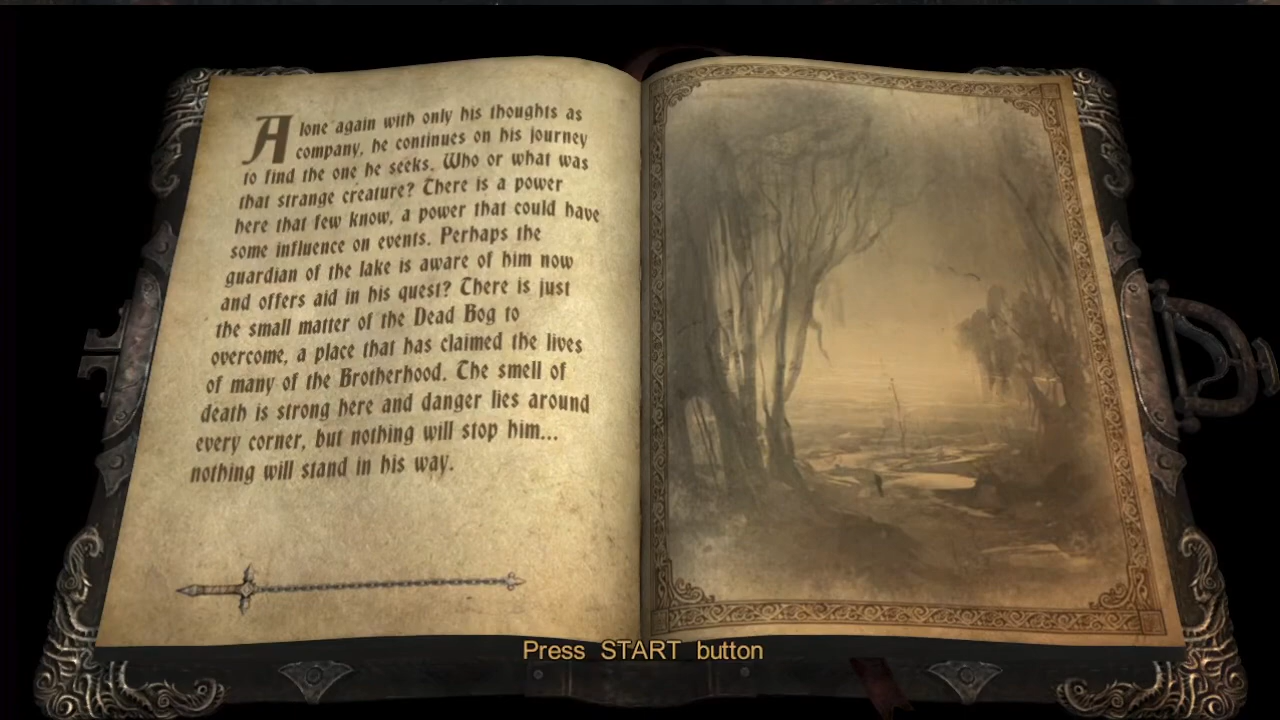 Alone again with only his thoughts as
company, he continues on his journey
to find the one he seeks. Who or what was
that strange creature? There is a power
here that few know, a power that could have
some influence on events. Perhaps the
guardian of the lake is aware of him now
and offers aid in his quest? There is just
the small matter of the Dead Bog to
overcome, a place that has claimed the lives
of many of the Brotherhood. The smell of
death is strong here and danger lies around
every corner, but nothing will stop him...
nothing will stand in his way.
Press START button